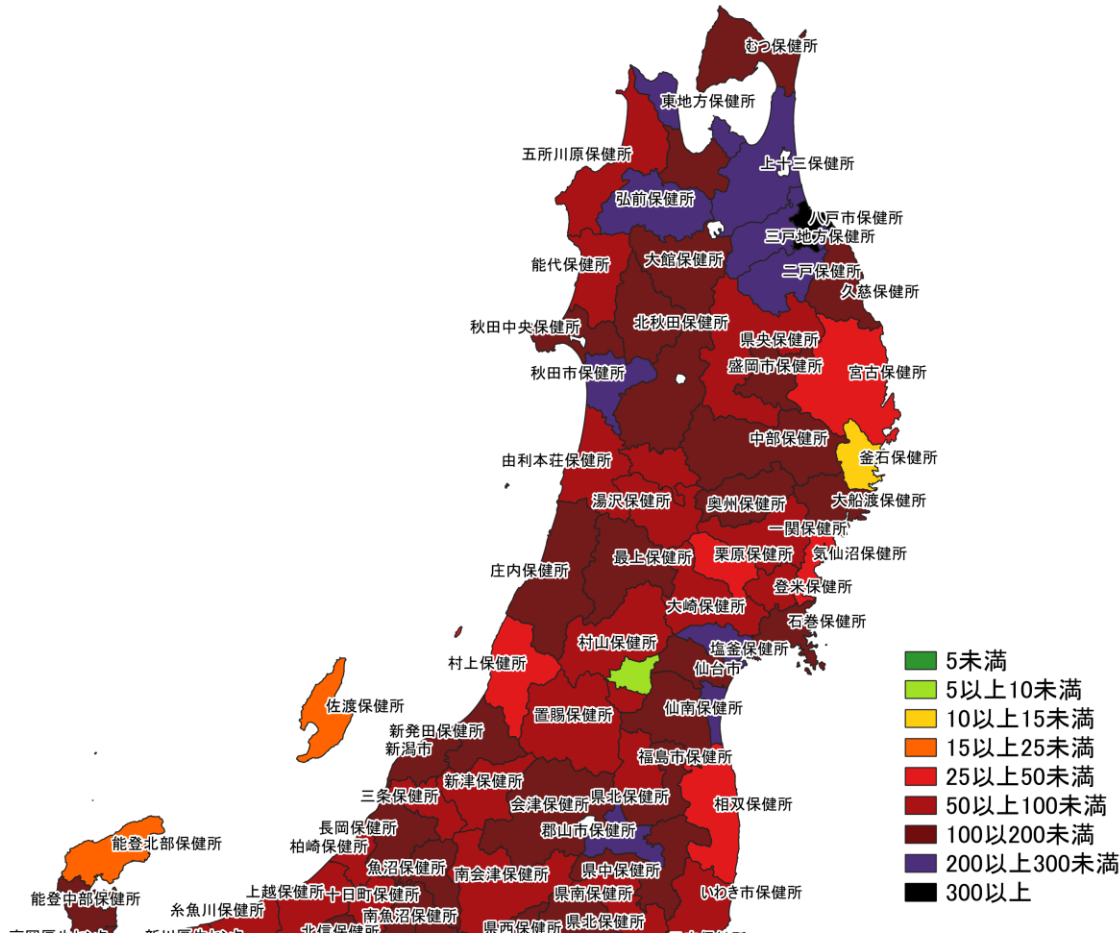 むつ保健所
東地方保健所
五所川原保健所
上十三保健所
弘前保健所
八戸市保健所
三戸地方保健所
能代保健所
大館保健所
二戸保健所
久慈保健所
秋田中央保健所
北秋田保健所
県央保健所
盛岡市保健所
秋田市保健所
宮古保健所
中部保健所
由利本荘保健所
釜石保健所
湯沢保健所
奥州保健所
大船渡保健所
一関保健所
最上保健所
栗原保健所
気仙沼保健所
庄内保健所
登米保健所
大崎保健所
石巻保健所
村山保健所
塩釜保健所
村上保健所
仙台市
佐渡保健所
置賜保健所
仙南保健所
新発田保健所
新潟市
福島市保健所
新津保健所
三条保健所
会津保健所
県北保健所
相双保健所
長岡保健所
郡山市保健所
柏崎保健所
能登北部保健所
魚沼保健所
南会津保健所
県中保健所
上越保健所
十日町保健所
県南保健所
いわき市保健所
能登中部保健所
糸魚川保健所
南魚沼保健所
県西保健所
県北保健所
北信保健所
5未満
5以上10未満
10以上15未満
15以上25未満
25以上50未満
50以上100未満
100以200未満
200以上300未満
300以上